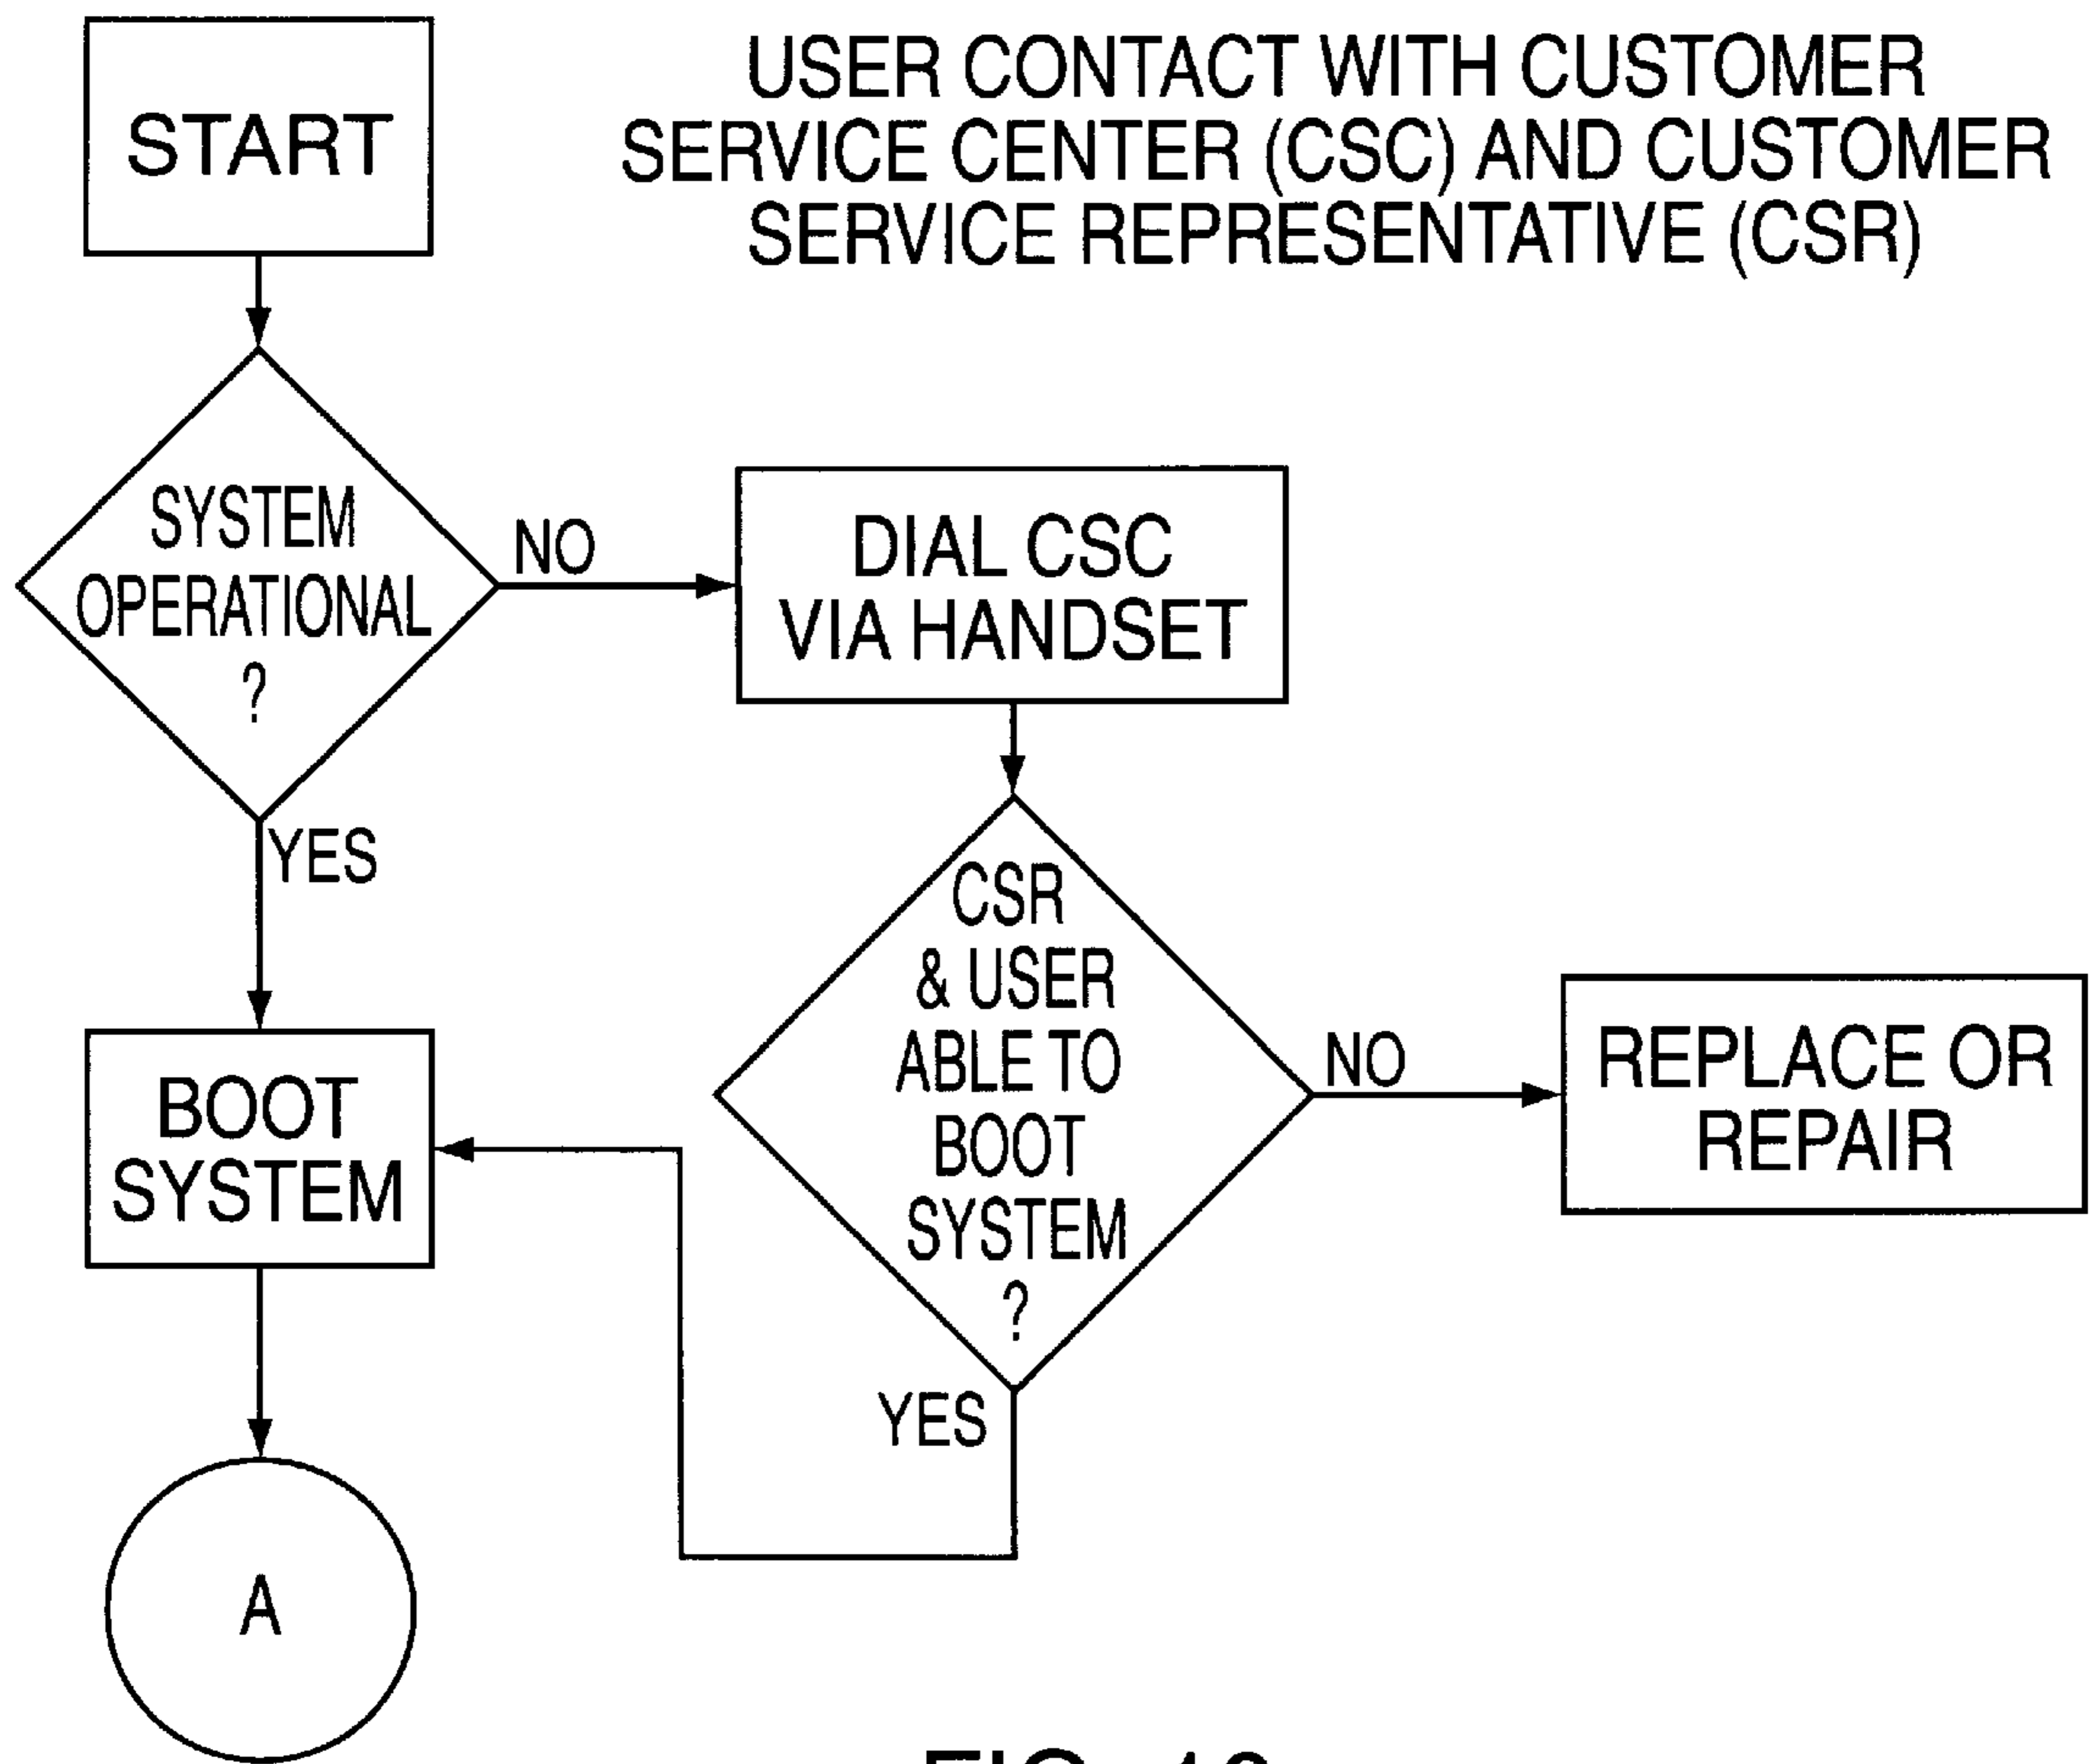 USER CONTACT WITH CUSTOMER
SERVICE CENTER (CSC) AND CUSTOMER
SERVICE REPRESENTATIVE (CSR)
START
SYSTEM
OPERATIONAL
?
NO
DIAL CSC
VIA HANDSET
YES
CSR
& USER
ABLE TO
BOOT
SYSTEM
?
NO
REPLACE OR
REPAIR
YES
BOOT
SYSTEM
A